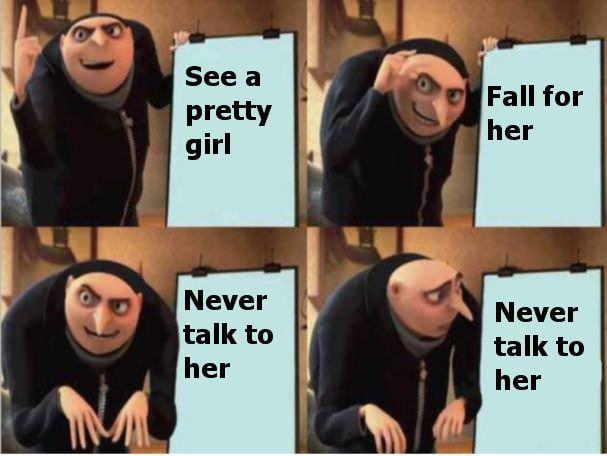 See a
pretty
girl
Fall for
her
Never
talk to
her
Never
talk to
her